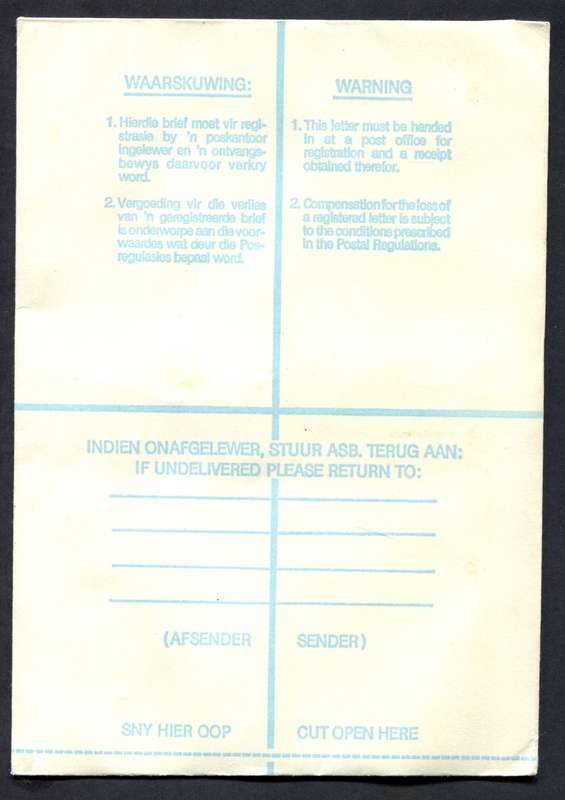 WAARSKUWING:
1. Hierdie brief moet vir regi-
strasie by 'n poskantoor
ingelewer en 'n ontvangs-
bewys daarvoor verkry
word.
2. Vergoeding vir die verlies
van 'n geregistreerde brief
is onderworpe aan die voor-
waardes wat deur die Pos-
regulasies bepaal word.
WARNING
1. This letter must be handed
in at a post office for
registration and a receipt
obtained therefor.
2. Compensation for the loss of
a registered letter is subject
to the conditions prescribed
in the Postal Regulations.
INDIEN ONAFGELEWER, STUUR ASB. TERUG AAN:
IF UNDELIVERED PLEASE RETURN TO:
(AFSENDER SENDER)
SNY HIER OOP CUT OPEN HERE